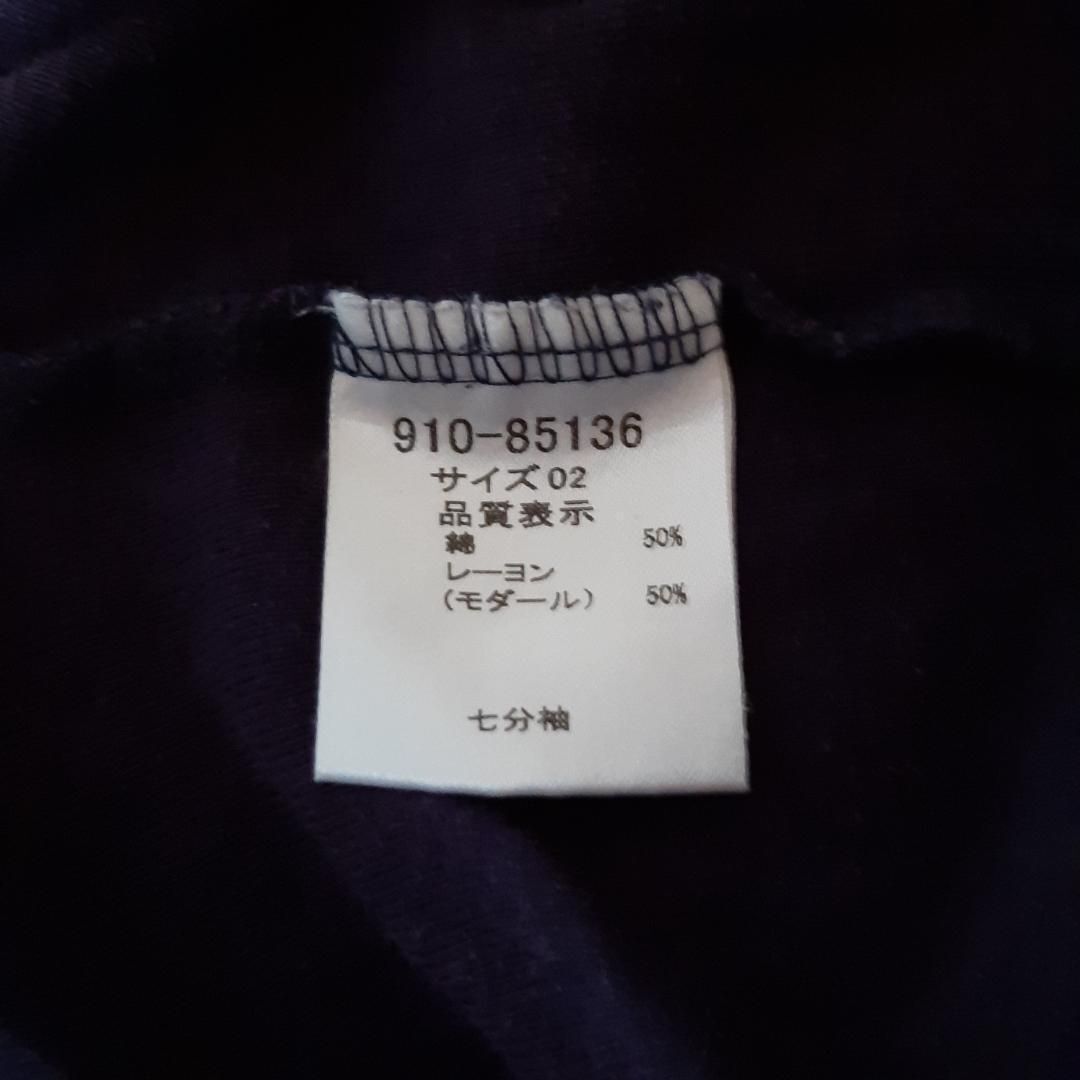 910-85136
サイズ02
品質表示
綿 50%
レーヨン
(モダール) 50%
七分袖